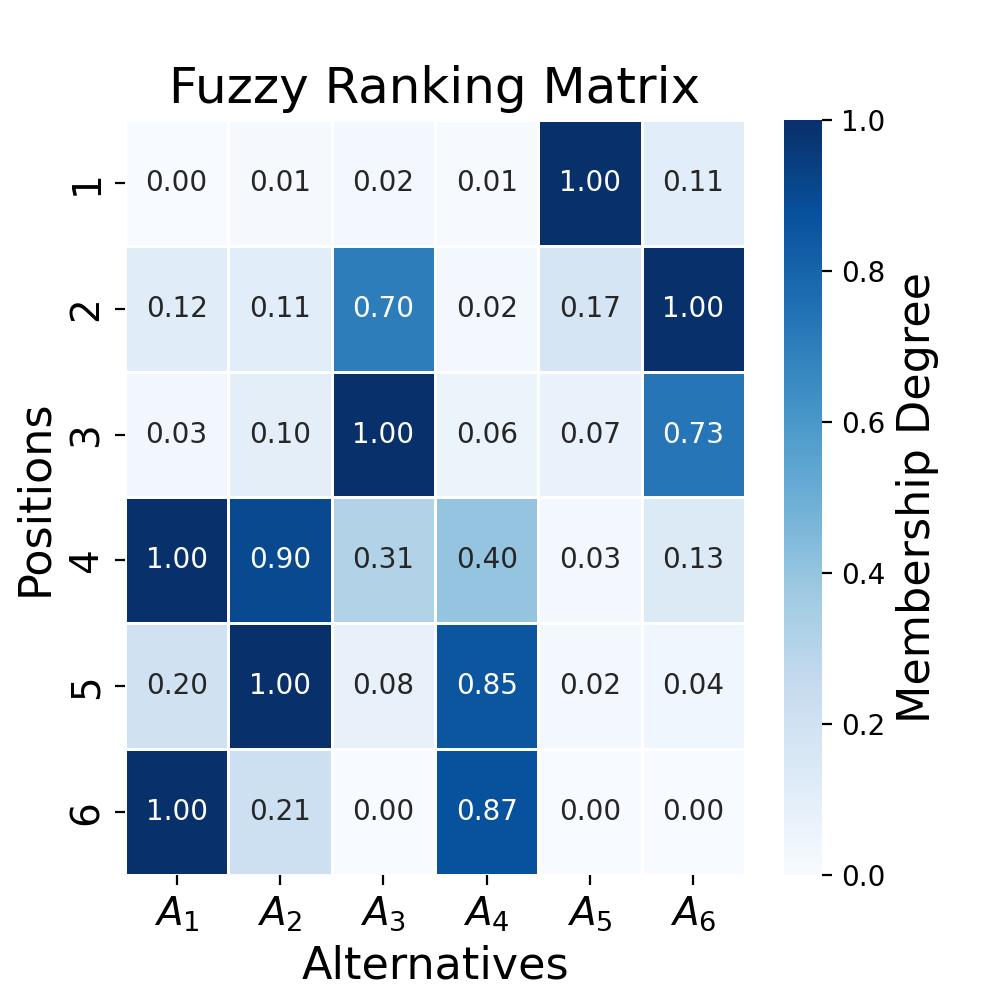 Fuzzy Ranking Matrix
1 0.00 0.01 0.02 0.01 1.00 0.11
2 0.12 0.11 0.70 0.02 0.17 1.00
3 0.03 0.10 1.00 0.06 0.07 0.73
4 1.00 0.90 0.31 0.40 0.03 0.13
5 0.20 1.00 0.08 0.85 0.02 0.04
6 1.00 0.21 0.00 0.87 0.00 0.00
A₁ A₂ A₃ A₄ A₅ A₆
Alternatives
Positions
1.0
0.8
0.6
0.4
0.2
0.0
Membership Degree